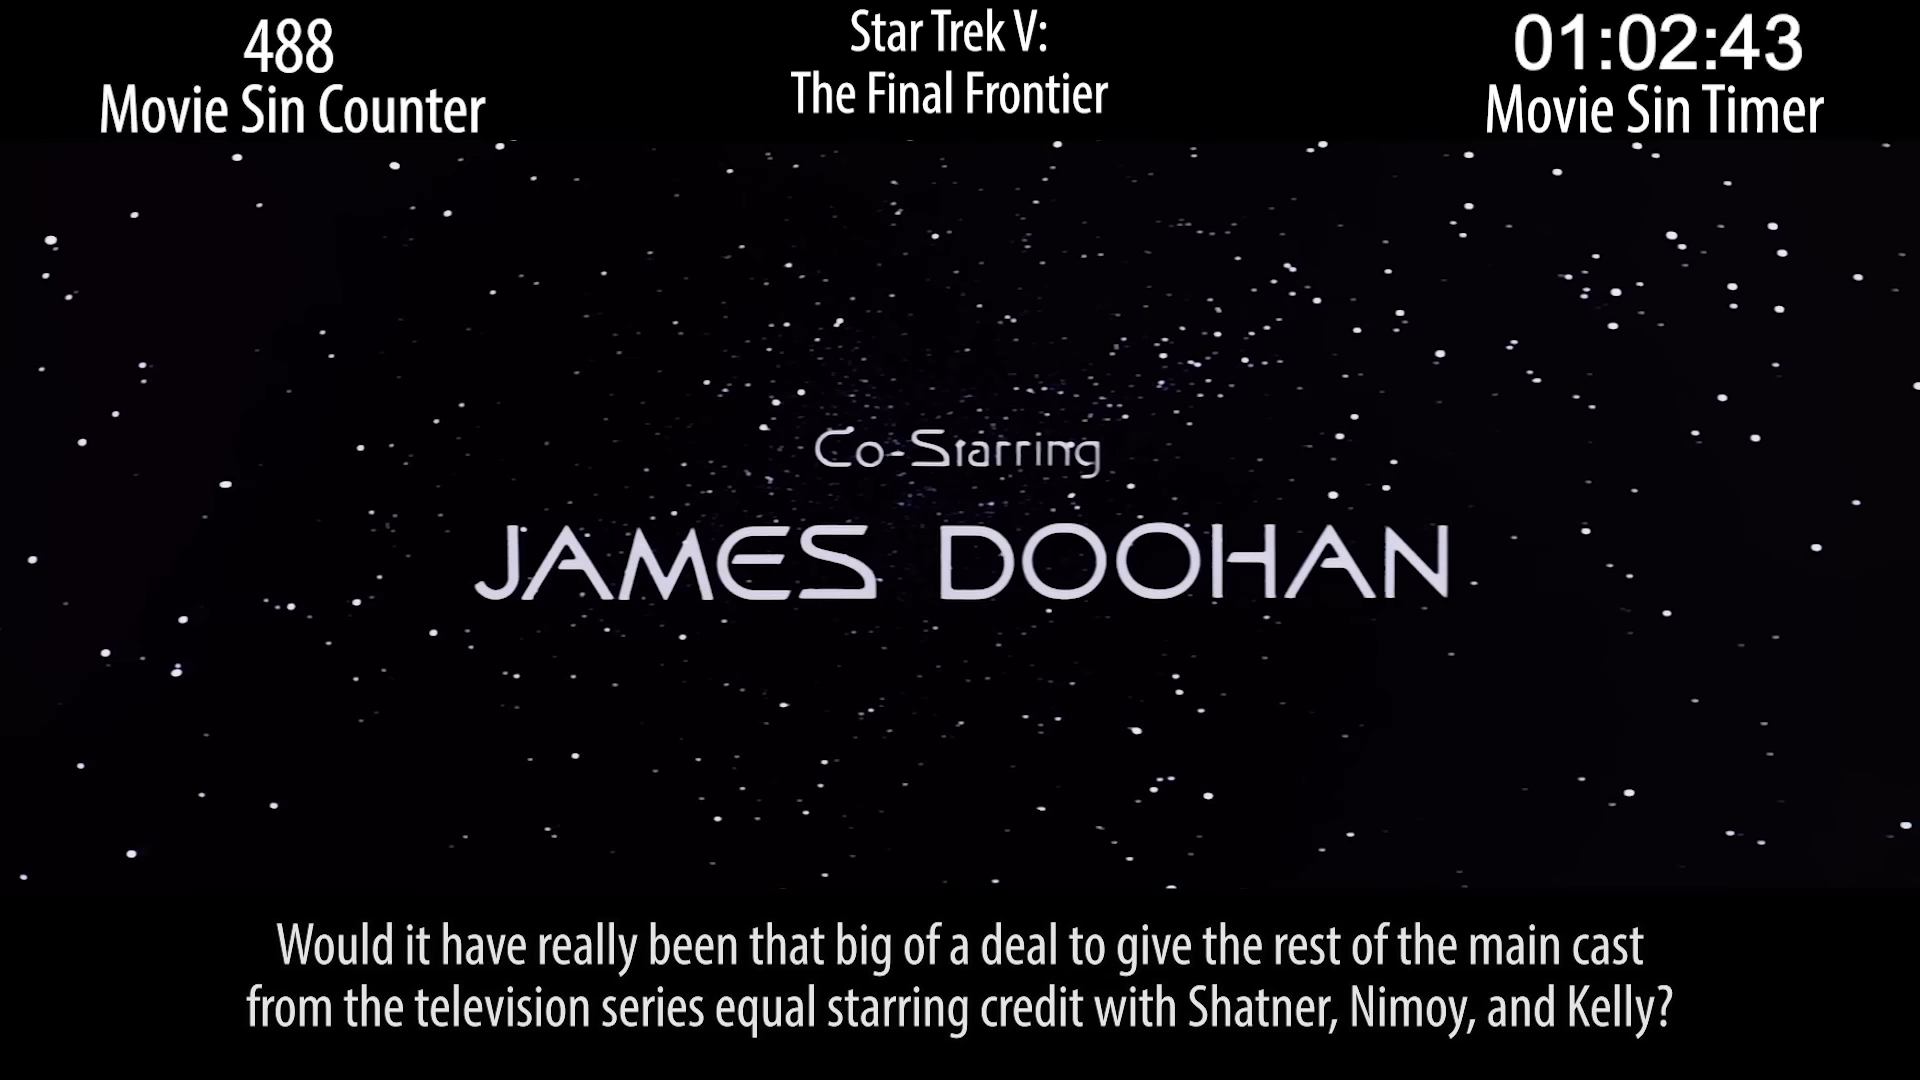 488
Movie Sin Counter
Star Trek V:
The Final Frontier
01:02:43
Movie Sin Timer
Co-Starring
JAMES DOOHAN
Would it have really been that big of a deal to give the rest of the main cast
from the television series equal starring credit with Shatner, Nimoy, and Kelly?